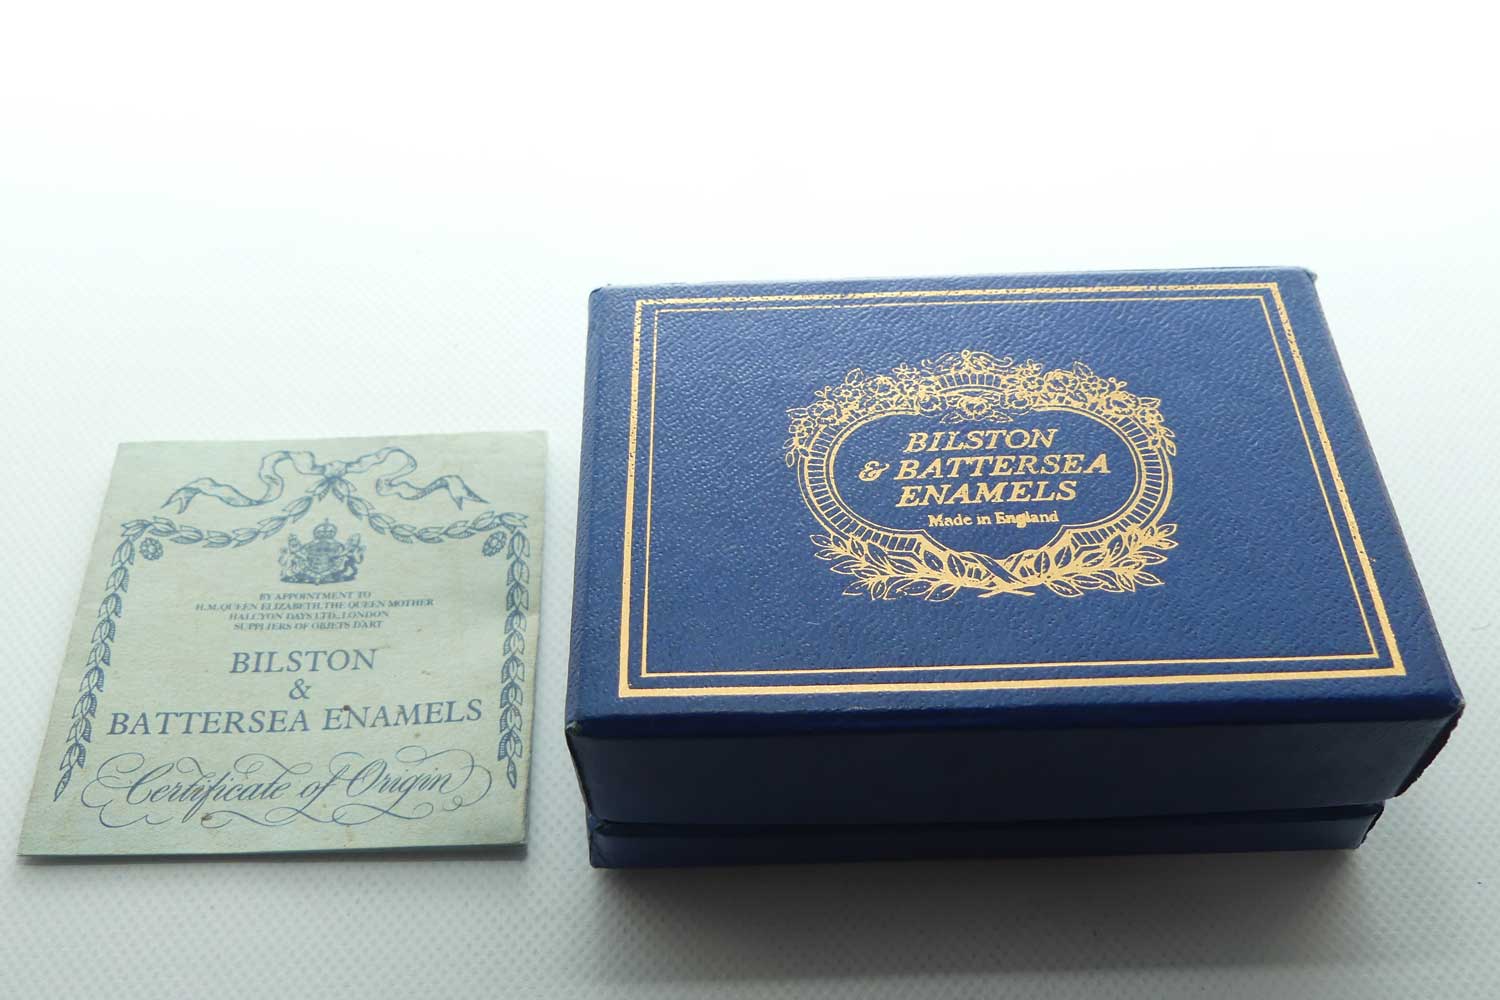 BY APPOINTMENT TO
H.M. QUEEN ELIZABETH, THE QUEEN MOTHER
HALCYON DAYS LTD., LONDON
SUPPLIERS OF OBJETS DART
BILSTON
&
BATTERSEA ENAMELS
Certificate of Origin
BILSTON
& BATTERSEA
ENAMELS
Made in England